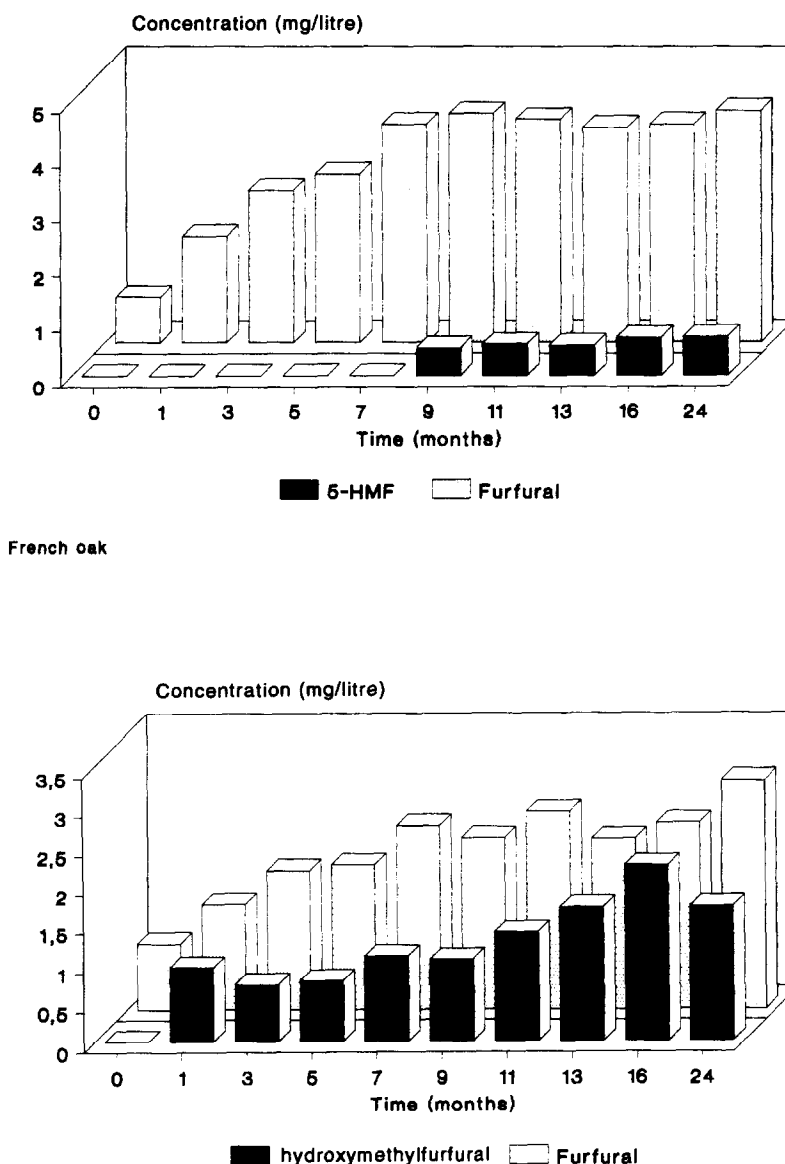 Concentration (mg/litre)
5
4
3
2
1
0
0 1 3 5 7 9 11 13 16 24
Time (months)
5-HMF Furfural
French oak
Concentration (mg/litre)
3,5
3
2,5
2
1,5
1
0,5
0
0 1 3 5 7 9 11 13 16 24
Time (months)
hydroxymethylfurfural Furfural